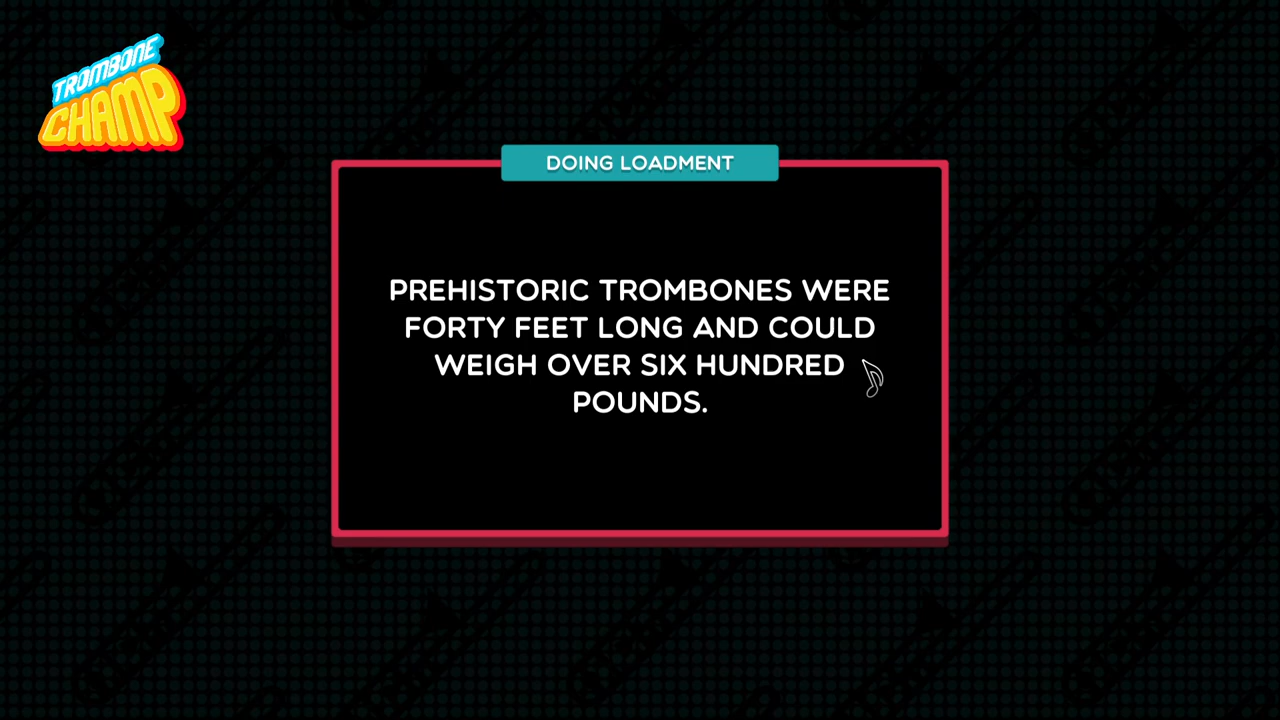 TROMBONE
CHAMP
DOING LOADMENT
PREHISTORIC TROMBONES WERE
FORTY FEET LONG AND COULD
WEIGH OVER SIX HUNDRED
POUNDS.